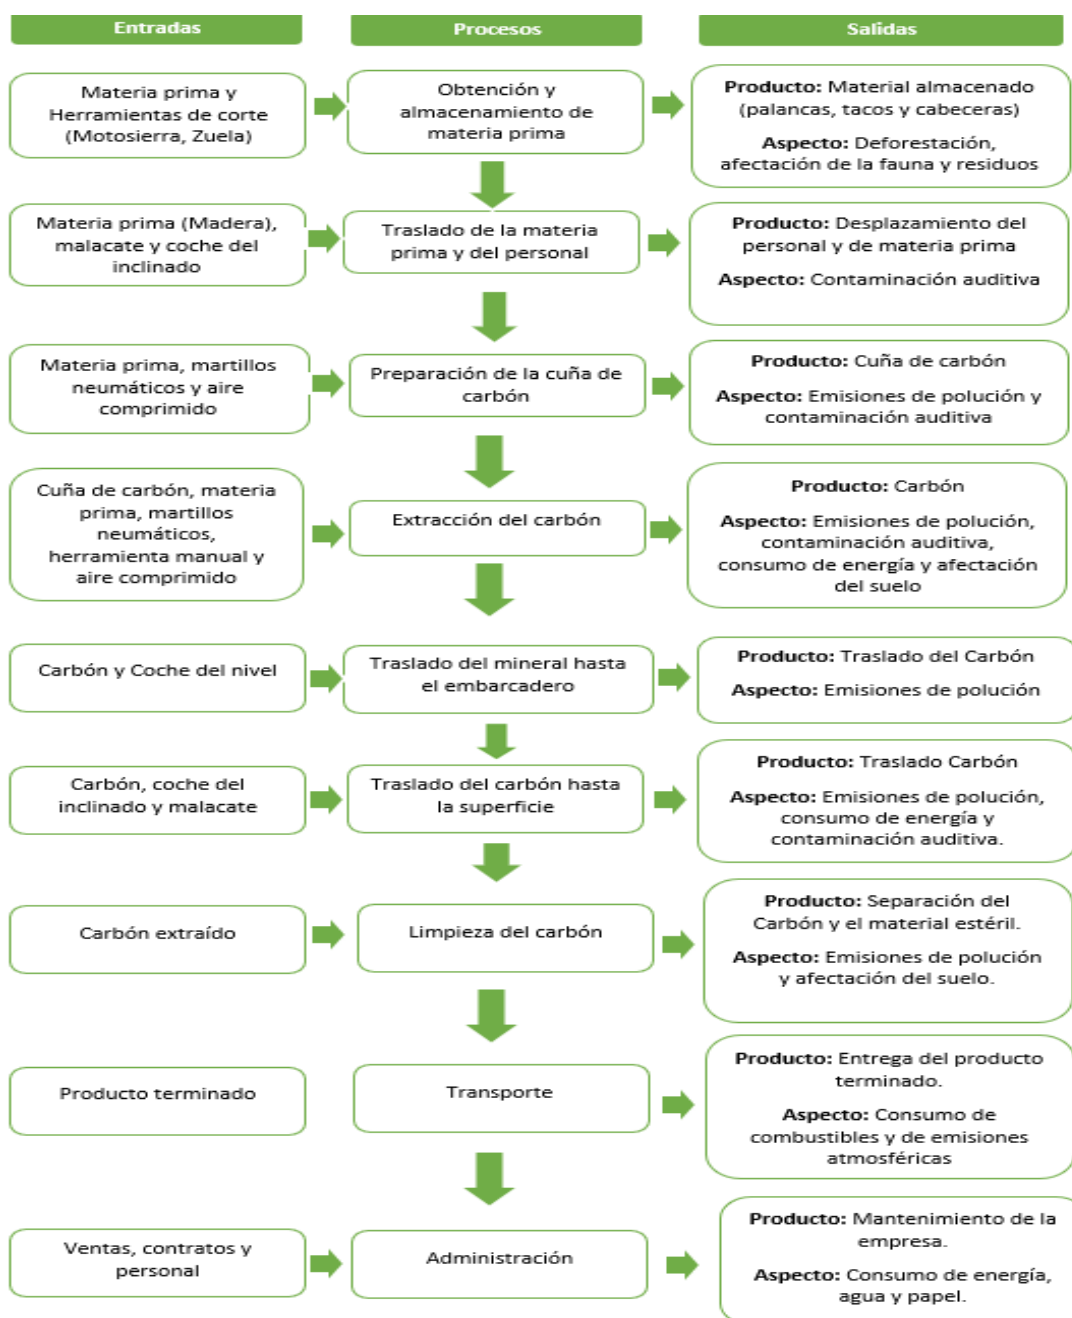 Entradas
Procesos
Salidas
Materia prima y
Herramientas de corte
(Motosierra, Zuela)
Obtención y
almacenamiento de
materia prima
Producto: Material almacenado
(palancas, tacos y cabeceras)
Aspecto: Deforestación,
afectación de la fauna y residuos
Materia prima (Madera),
malacate y coche del
inclinado
Traslado de la materia
prima y del personal
Producto: Desplazamiento del
personal y de materia prima
Aspecto: Contaminación auditiva
Materia prima, martillos
neumáticos y aire
comprimido
Preparación de la cuña de
carbón
Producto: Cuña de carbón
Aspecto: Emisiones de polución y
contaminación auditiva
Cuña de carbón, materia
prima, martillos
neumáticos,
herramienta manual y
aire comprimido
Extracción del carbón
Producto: Carbón
Aspecto: Emisiones de polución,
contaminación auditiva,
consumo de energía y afectación
del suelo
Carbón y Coche del nivel
Traslado del mineral hasta
el embarcadero
Producto: Traslado del Carbón
Aspecto: Emisiones de polución
Carbón, coche del
inclinado y malacate
Traslado del carbón hasta
la superficie
Producto: Traslado Carbón
Aspecto: Emisiones de polución,
consumo de energía y
contaminación auditiva.
Carbón extraído
Limpieza del carbón
Producto: Separación del
Carbón y el material estéril.
Aspecto: Emisiones de polución
y afectación del suelo.
Producto terminado
Transporte
Producto: Entrega del producto
terminado.
Aspecto: Consumo de
combustibles y de emisiones
atmosféricas
Ventas, contratos y
personal
Administración
Producto: Mantenimiento de la
empresa.
Aspecto: Consumo de energía,
agua y papel.